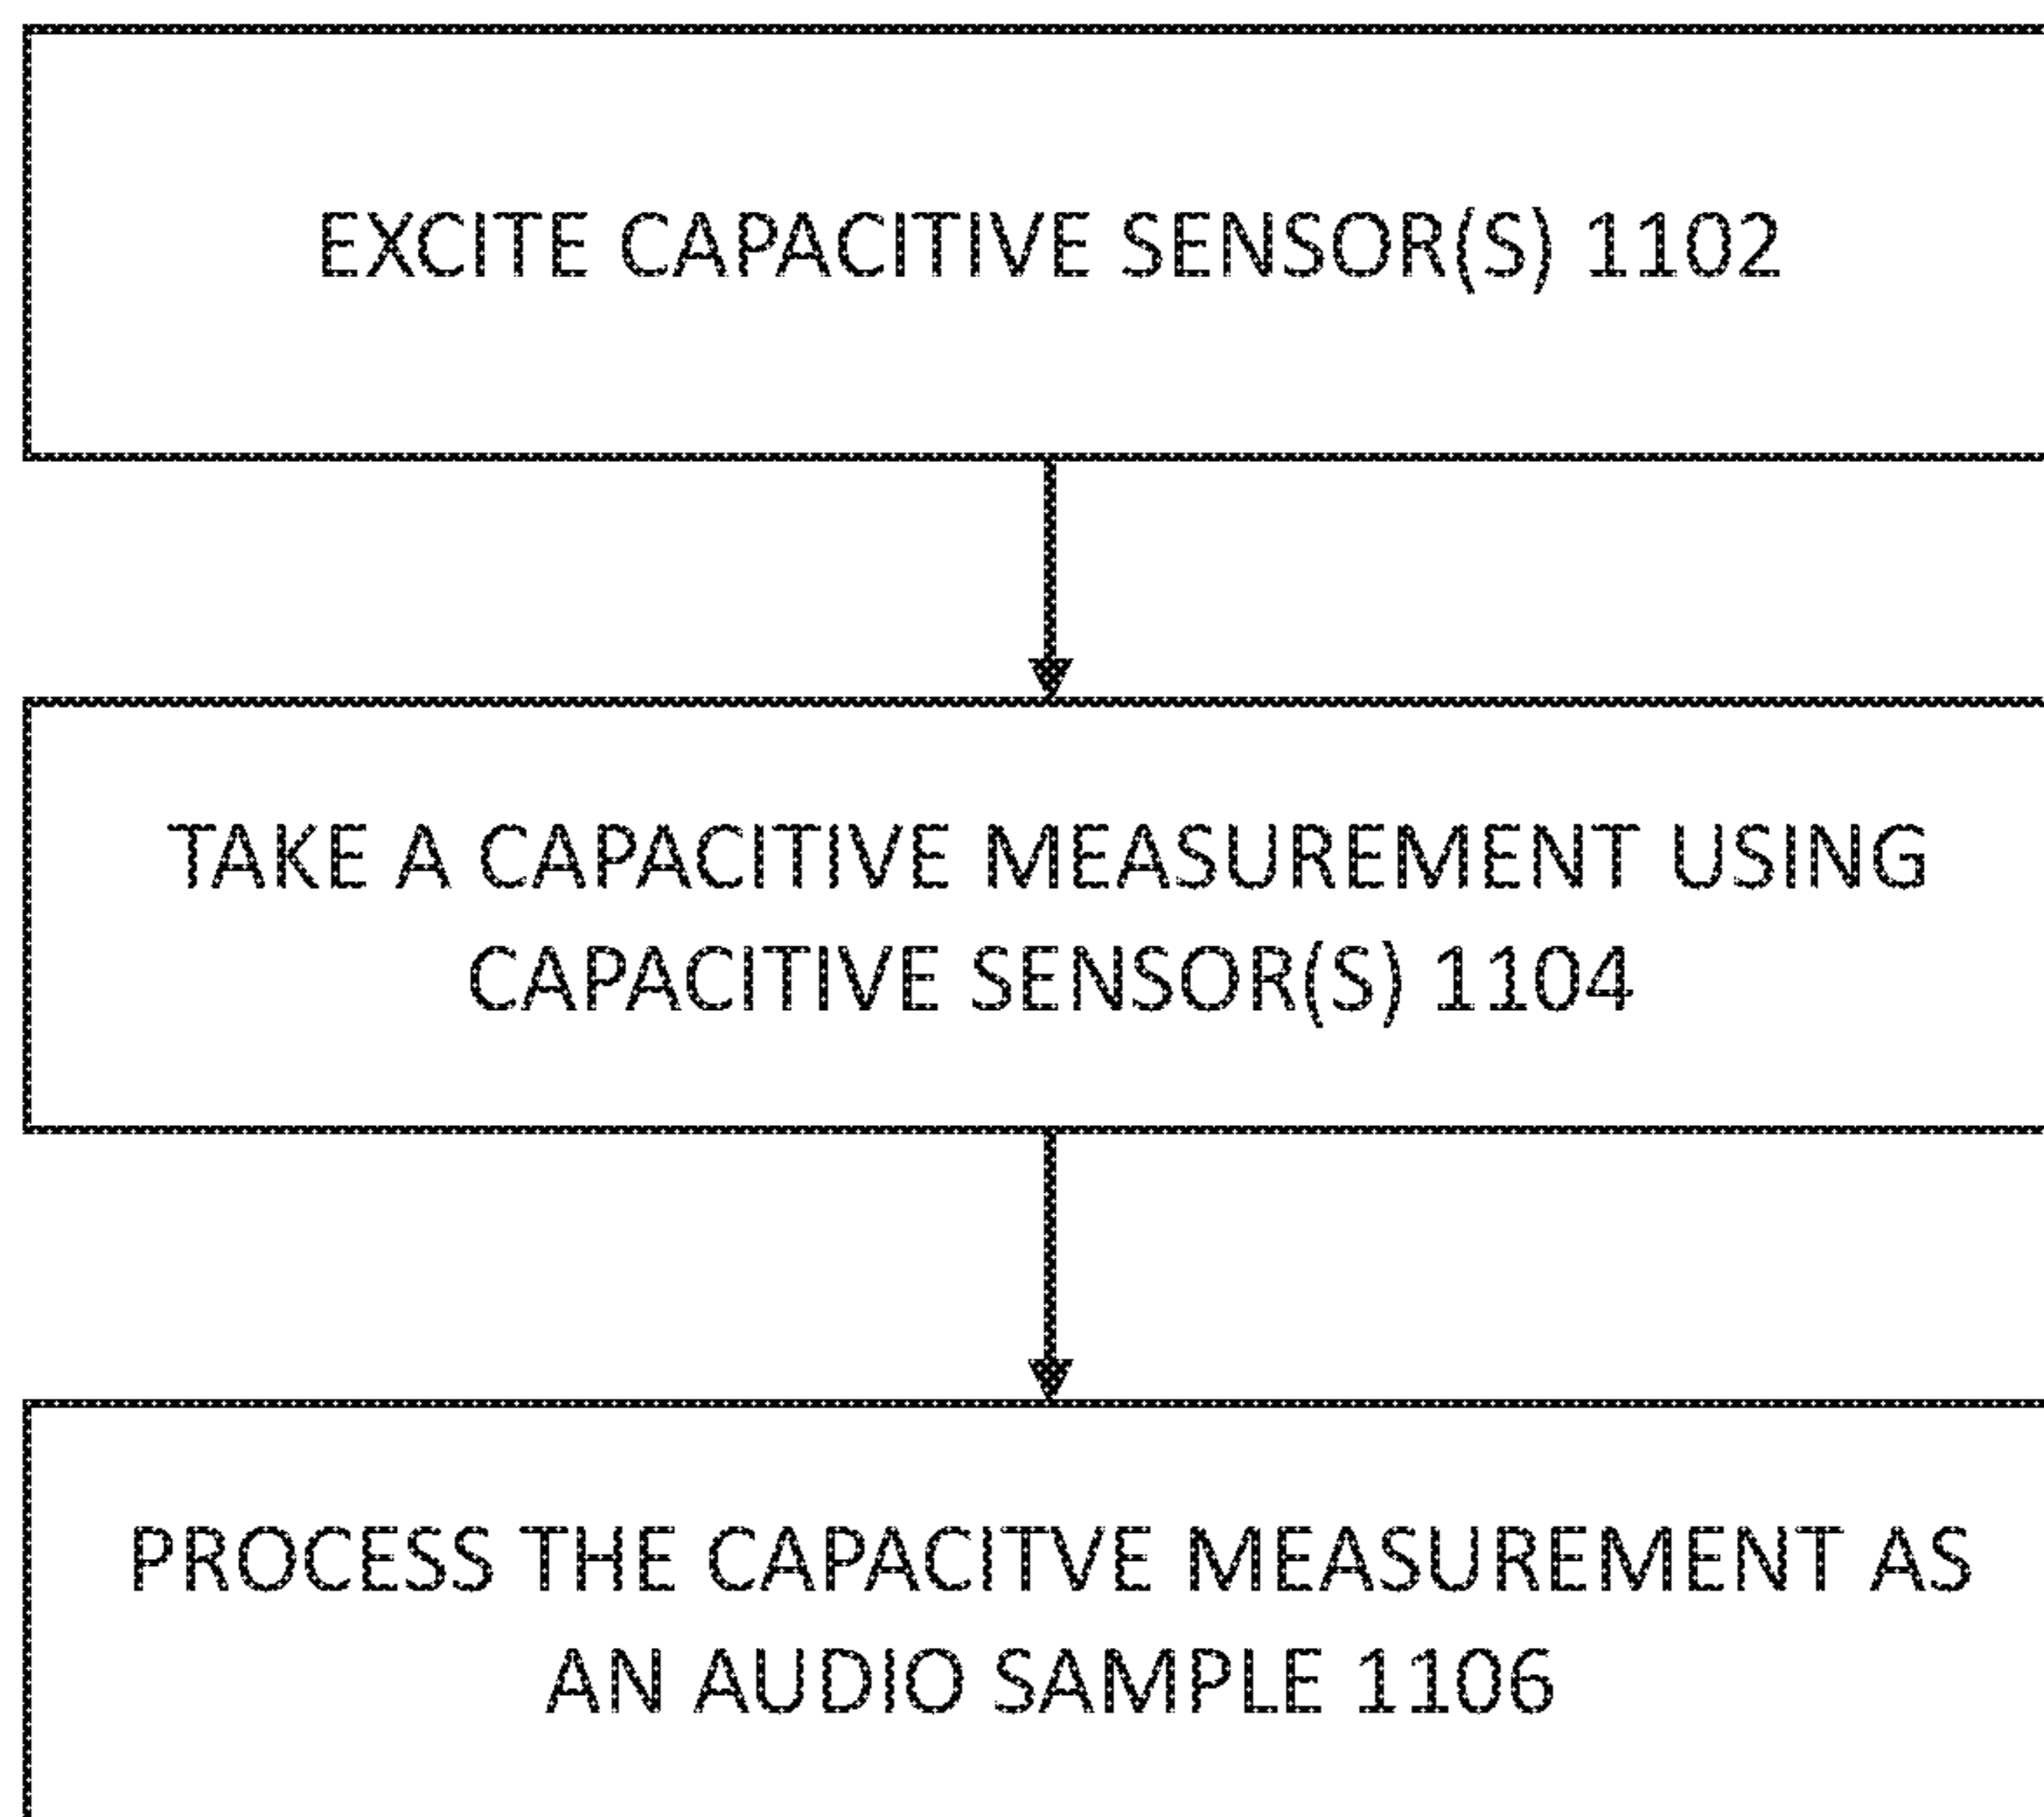 EXCITE CAPACITIVE SENSOR(S) 1102
TAKE A CAPACITIVE MEASUREMENT USING
CAPACITIVE SENSOR(S) 1104
PROCESS THE CAPACITVE MEASUREMENT AS
AN AUDIO SAMPLE 1106